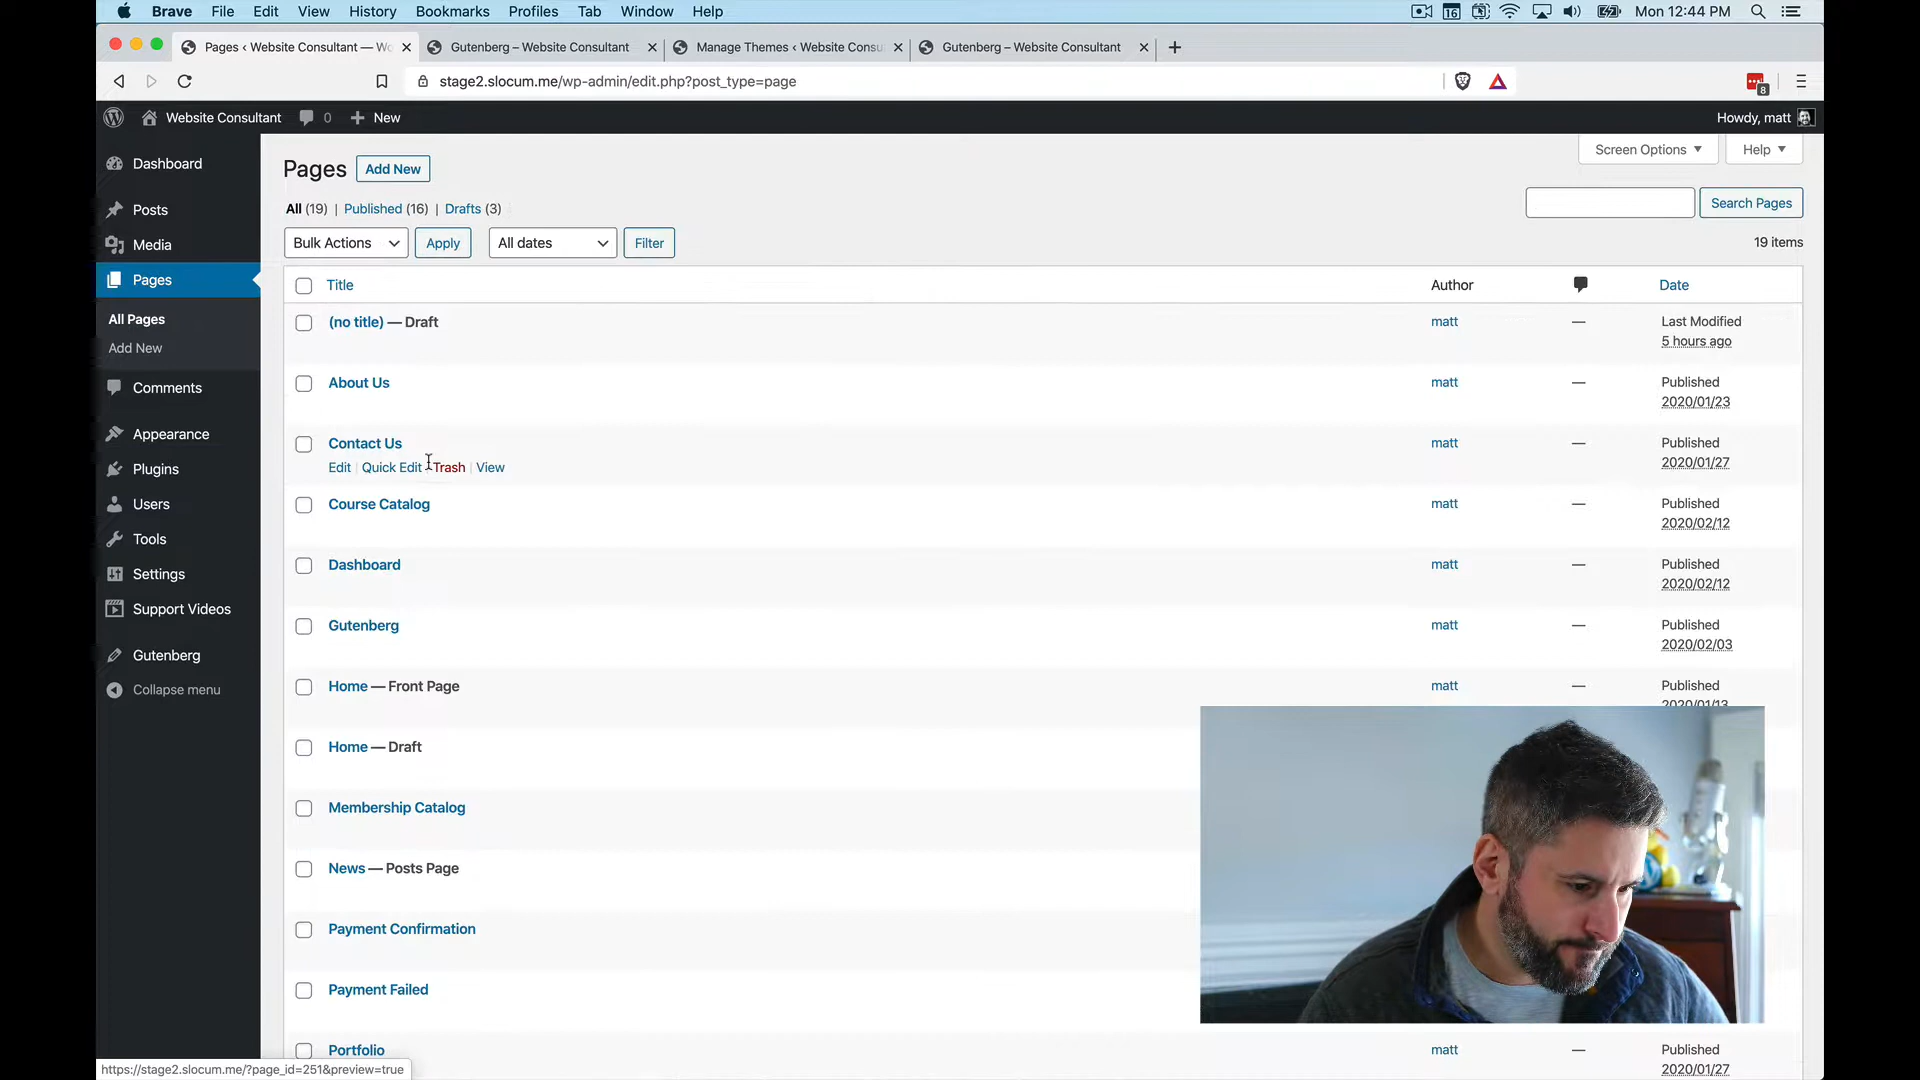 Brave File Edit View History Bookmarks Profiles Tab Window Help 16 Mon 12:44 PM
Pages ‹ Website Consultant — Wo Gutenberg – Website Consultant Manage Themes ‹ Website Consu Gutenberg – Website Consultant
stage2.slocum.me/wp-admin/edit.php?post_type=page 8
Website Consultant 0 New Howdy, matt
Dashboard
Posts
Media
Pages
All Pages
Add New
Comments
Appearance
Plugins
Users
Tools
Settings
Support Videos
Gutenberg
Collapse menu
Screen Options Help
Pages Add New
All (19) | Published (16) | Drafts (3)
Search Pages
Bulk Actions Apply All dates Filter 19 items
Title Author Date
(no title) — Draft matt — Last Modified
5 hours ago
About Us matt — Published
2020/01/23
Contact Us matt — Published
Edit | Quick Edit | Trash | View 2020/01/27
Course Catalog matt — Published
2020/02/12
Dashboard matt — Published
2020/02/12
Gutenberg matt — Published
2020/02/03
Home — Front Page matt — Published
2020/01/13
Home — Draft
Membership Catalog
News — Posts Page
Payment Confirmation
Payment Failed
Portfolio matt — Published
2020/01/27
https://stage2.slocum.me/?page_id=251&preview=true